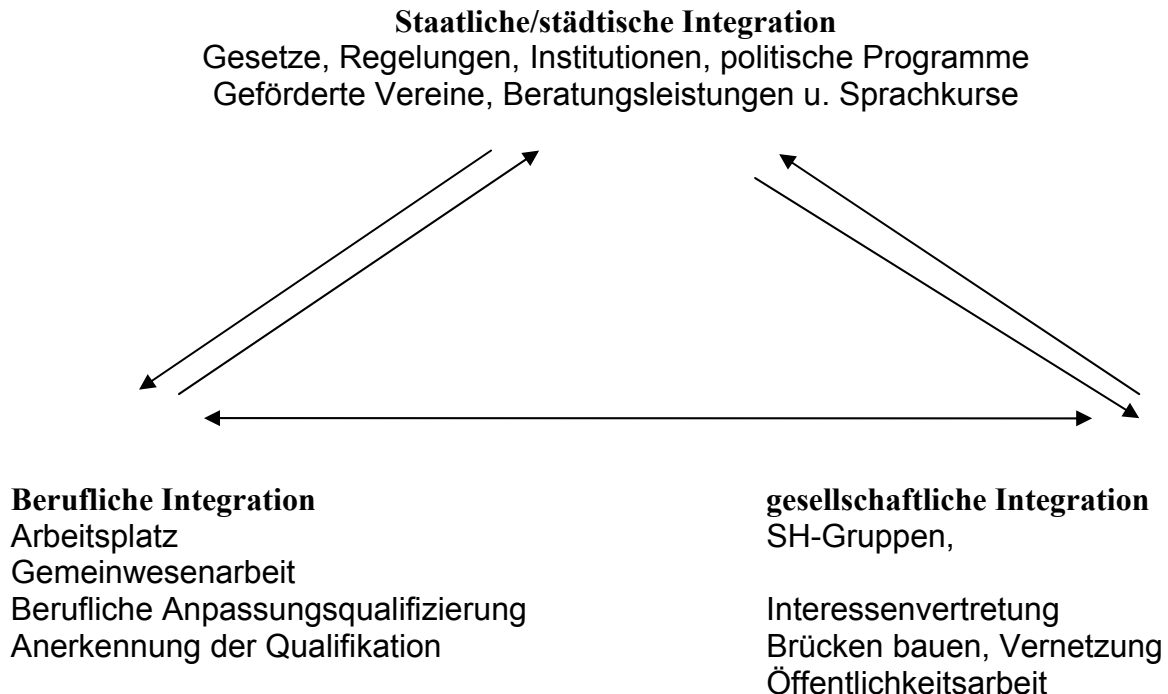 Staatliche/städtische Integration
Gesetze, Regelungen, Institutionen, politische Programme
Geförderte Vereine, Beratungsleistungen u. Sprachkurse
Berufliche Integration
Arbeitsplatz
Gemeinwesenarbeit
Berufliche Anpassungsqualifizierung
Anerkennung der Qualifikation
gesellschaftliche Integration
SH-Gruppen,
Interessenvertretung
Brücken bauen, Vernetzung
Öffentlichkeitsarbeit